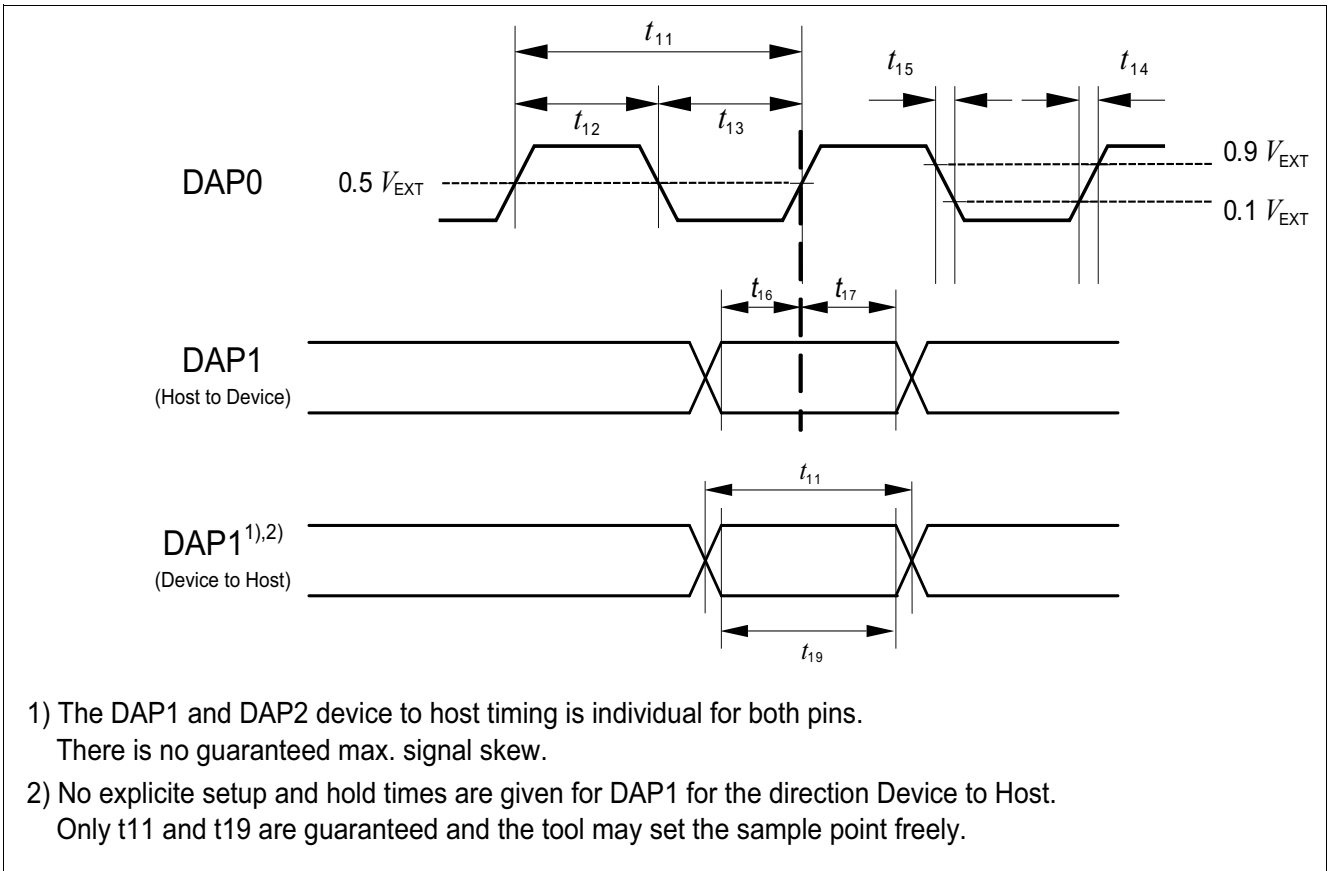 t11
t15
t14
t12
t13
DAP0
0.5 VEXT
0.9 VEXT
0.1 VEXT
t16
t17
DAP1
(Host to Device)
t11
DAP1 1),2)
(Device to Host)
t19
1) The DAP1 and DAP2 device to host timing is individual for both pins.
There is no guaranteed max. signal skew.
2) No explicite setup and hold times are given for DAP1 for the direction Device to Host.
Only t11 and t19 are guaranteed and the tool may set the sample point freely.